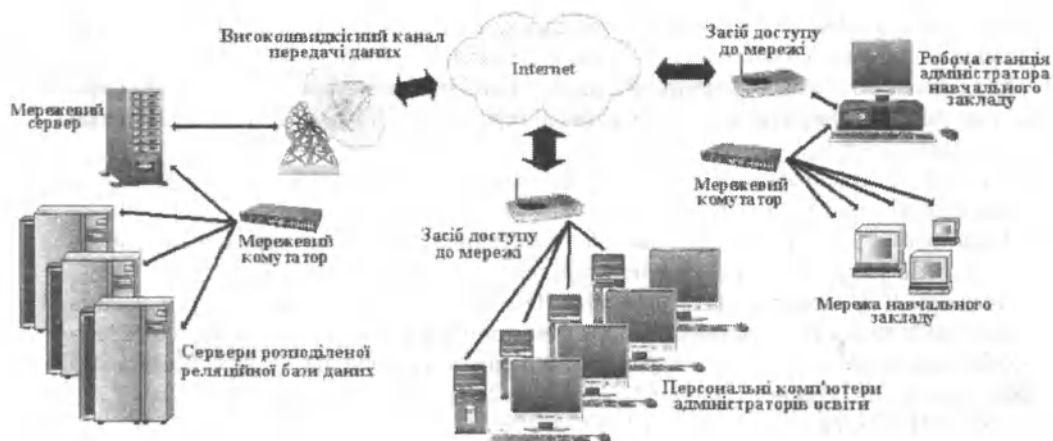 Високошвидкісний канал
передачі даних
Internet
Засіб доступу
до мережі
Робоча станція
адміністратора
навчального
закладу
Мережевий
сервер
Мережевий
комутатор
Мережевий
комутатор
Засіб доступу
до мережі
Мережа навчального
закладу
Сервери розподіленої
реляційної бази даних
Персональні комп'ютери
адміністраторів освіти